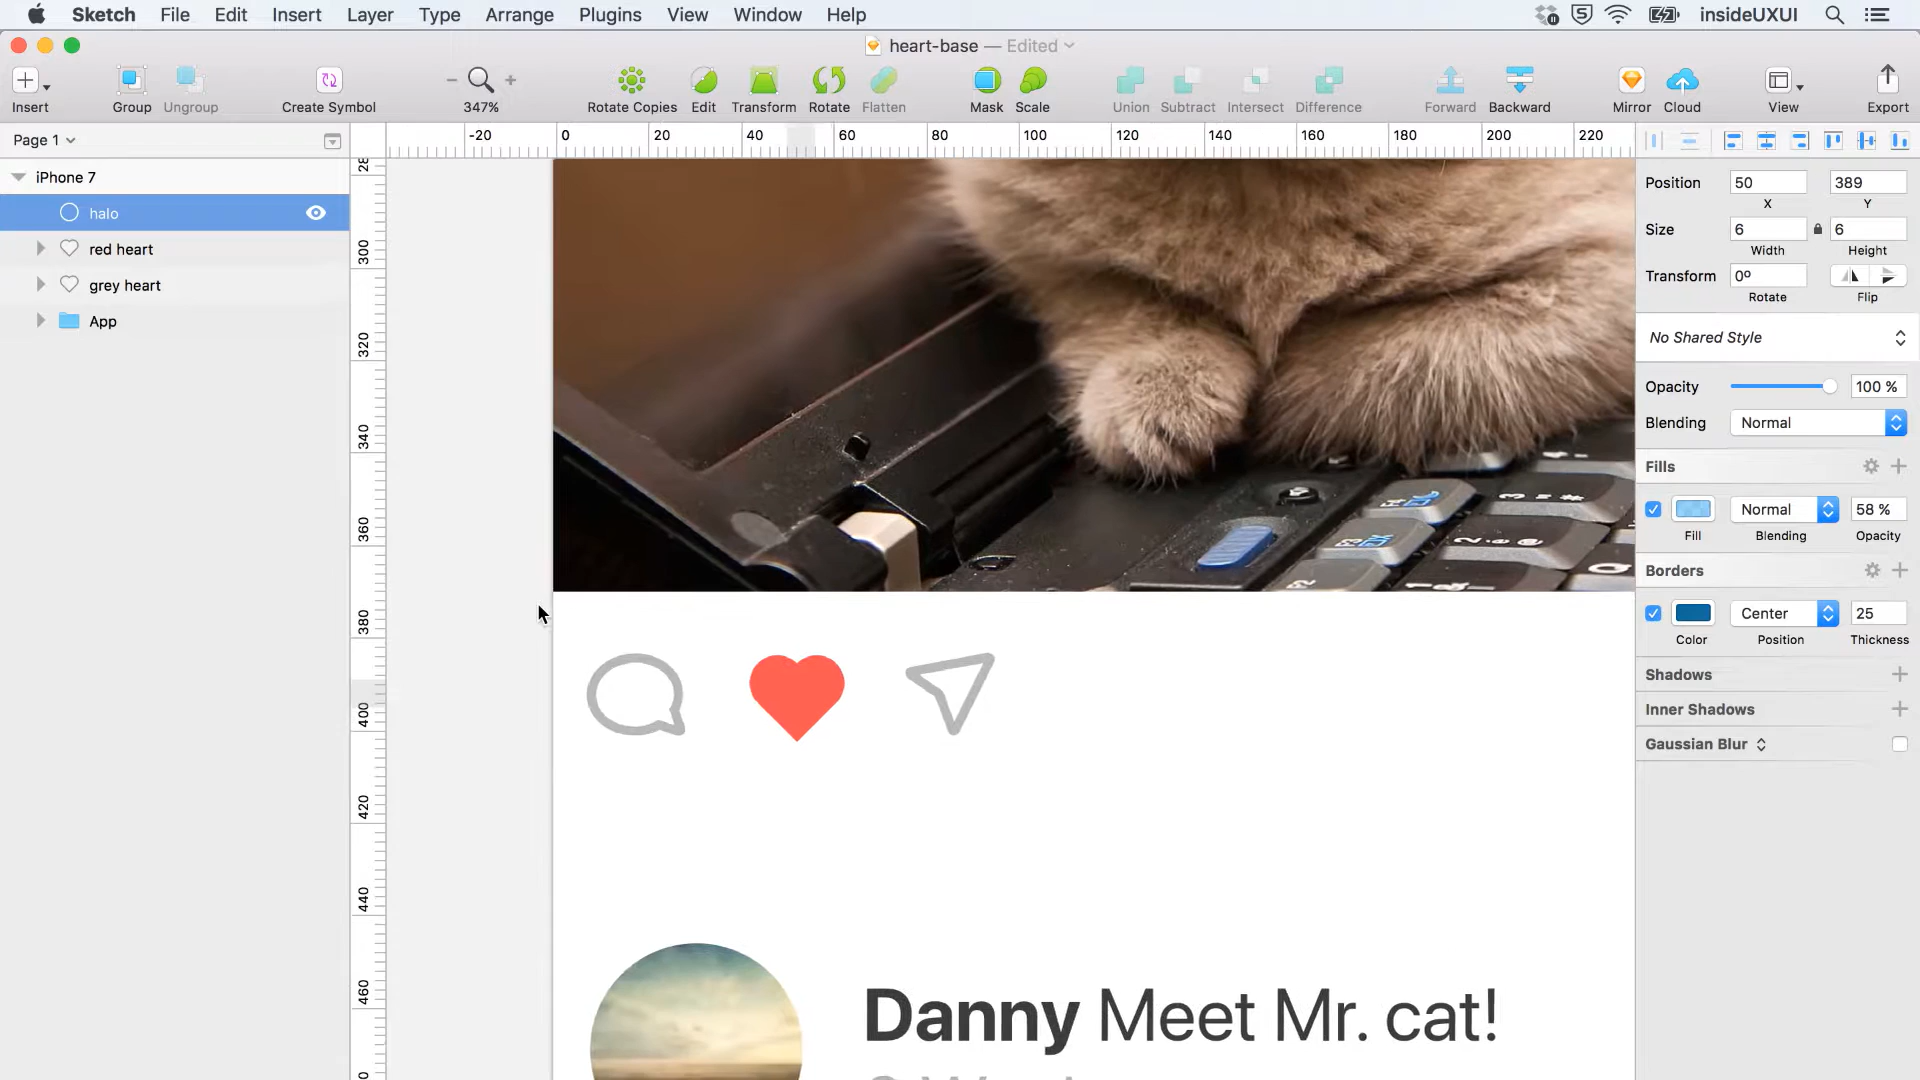 Sketch File Edit Insert Layer Type Arrange Plugins View Window Help insideUXUI
heart-base — Edited
Insert Group Ungroup Create Symbol 347% Rotate Copies Edit Transform Rotate Flatten Mask Scale Union Subtract Intersect Difference Forward Backward Mirror Cloud View Export
Page 1
-20 0 20 40 60 80 100 120 140 160 180 200 220
iPhone 7
halo
red heart
grey heart
App
300
320
340
360
380
400
420
440
460
Position 50 389
X Y
Size 6 6
Width Height
Transform 0º
Rotate Flip
No Shared Style
Opacity 100 %
Blending Normal
Fills
Normal 58 %
Fill Blending Opacity
Borders
Center 25
Color Position Thickness
Shadows
Inner Shadows
Gaussian Blur
Danny Meet Mr. cat!